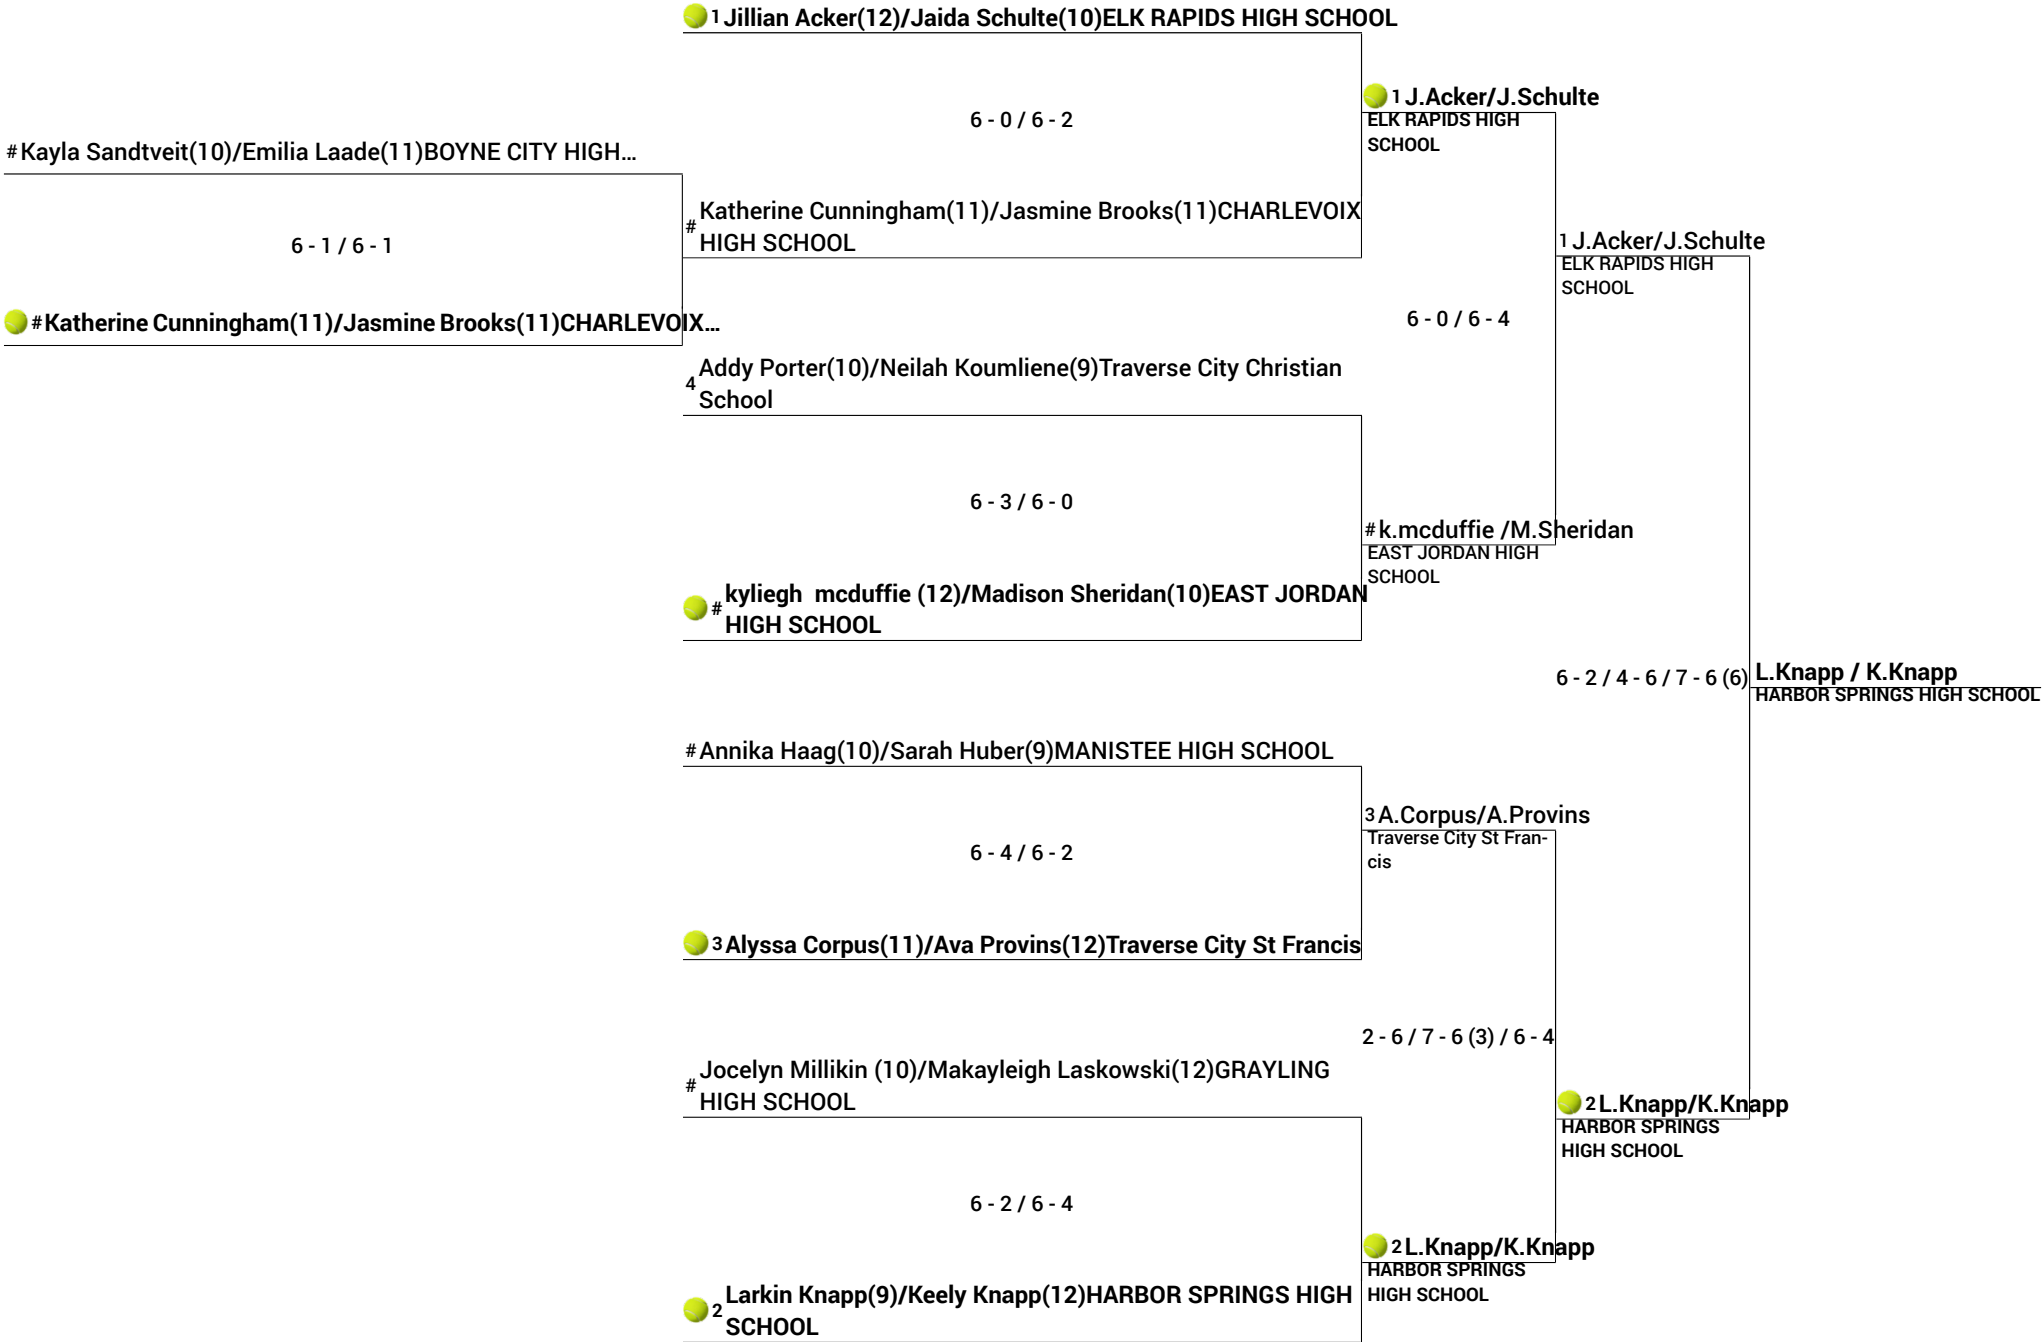 1 Jillian Acker(12)/Jaida Schulte(10)ELK RAPIDS HIGH SCHOOL
6 - 0 / 6 - 2
1 J.Acker/J.Schulte
ELK RAPIDS HIGH
SCHOOL
# Kayla Sandtveit(10)/Emilia Laade(11)BOYNE CITY HIGH...
6 - 1 / 6 - 1
# Katherine Cunningham(11)/Jasmine Brooks(11)CHARLEVOIX
HIGH SCHOOL
1 J.Acker/J.Schulte
ELK RAPIDS HIGH
SCHOOL
# Katherine Cunningham(11)/Jasmine Brooks(11)CHARLEVOIX...
6 - 0 / 6 - 4
4 Addy Porter(10)/Neilah Koumliene(9)Traverse City Christian
School
6 - 3 / 6 - 0
# k.mcduffie /M.Sheridan
EAST JORDAN HIGH
SCHOOL
# kyliegh mcduffie (12)/Madison Sheridan(10)EAST JORDAN
HIGH SCHOOL
6 - 2 / 4 - 6 / 7 - 6 (6)
L.Knapp / K.Knapp
HARBOR SPRINGS HIGH SCHOOL
# Annika Haag(10)/Sarah Huber(9)MANISTEE HIGH SCHOOL
6 - 4 / 6 - 2
3 A.Corpus/A.Provins
Traverse City St Fran-
cis
3 Alyssa Corpus(11)/Ava Provins(12)Traverse City St Francis
2 - 6 / 7 - 6 (3) / 6 - 4
# Jocelyn Millikin (10)/Makayleigh Laskowski(12)GRAYLING
HIGH SCHOOL
2 L.Knapp/K.Knapp
HARBOR SPRINGS
HIGH SCHOOL
6 - 2 / 6 - 4
2 L.Knapp/K.Knapp
HARBOR SPRINGS
HIGH SCHOOL
2 Larkin Knapp(9)/Keely Knapp(12)HARBOR SPRINGS HIGH
SCHOOL